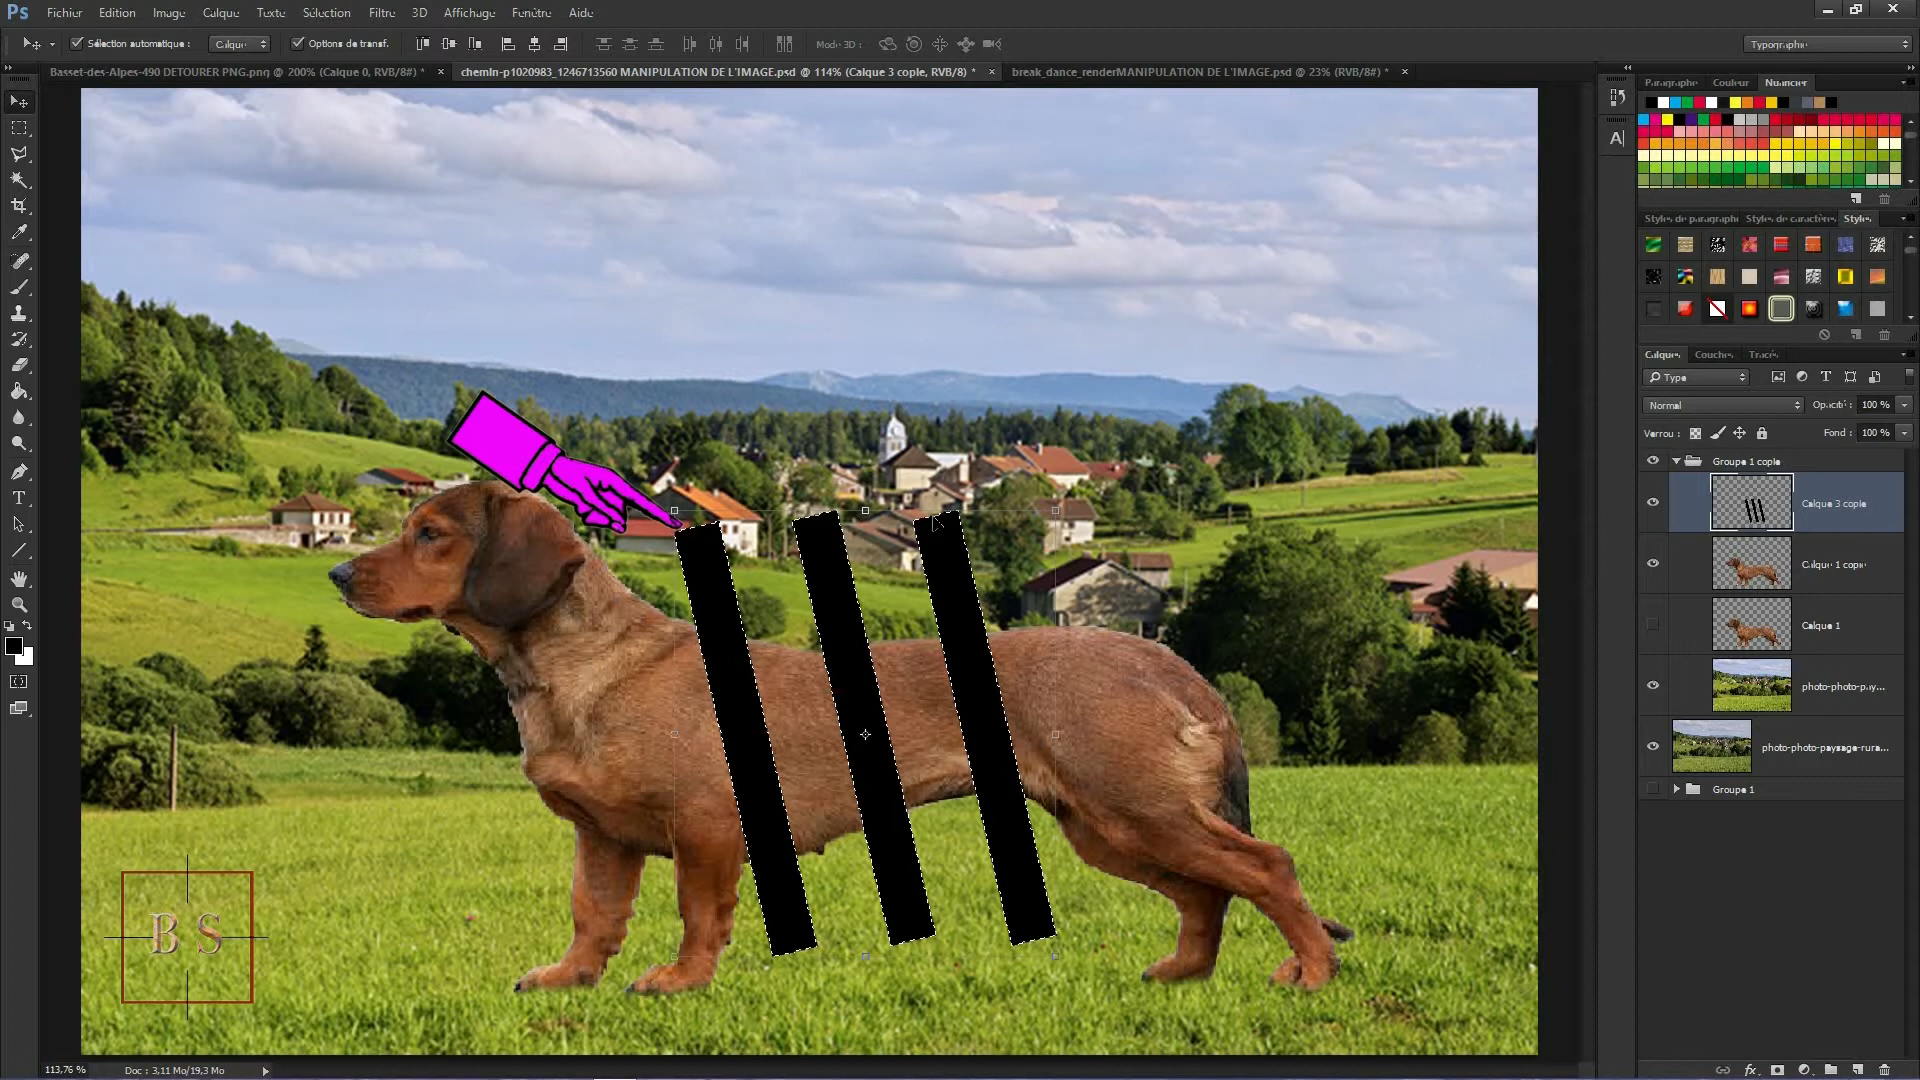 Ps Fichier Edition Image Calque Texte Sélection Filtre 3D Affichage Fenêtre Aide
Sélection automatique : Calque Options de transf. Mode 3D : Typographie
Basset-des-Alpes-490 DETOURER PNG.png @ 200% (Calque 0, RVB/8#) * × chemin-p1020983_1246713560 MANIPULATION DE L'IMAGE.psd @ 114% (Calque 3 copie, RVB/8) * × break_dance_renderMANIPULATION DE L'IMAGE.psd @ 23% (RVB/8#) * ×
Paragraphe Couleur Nuancier
A|
Styles de paragraphe Styles de caractères Styles
Calques Couches Tracés
Type
Normal Opacité : 100 %
Verrou : Fond : 100 %
Groupe 1 copie
Calque 3 copie
Calque 1 copie
Calque 1
photo-photo-pay...
photo-photo-paysage-rura...
Groupe 1
T
B S
113,76 % Doc : 3,11 Mo/19,3 Mo
fx